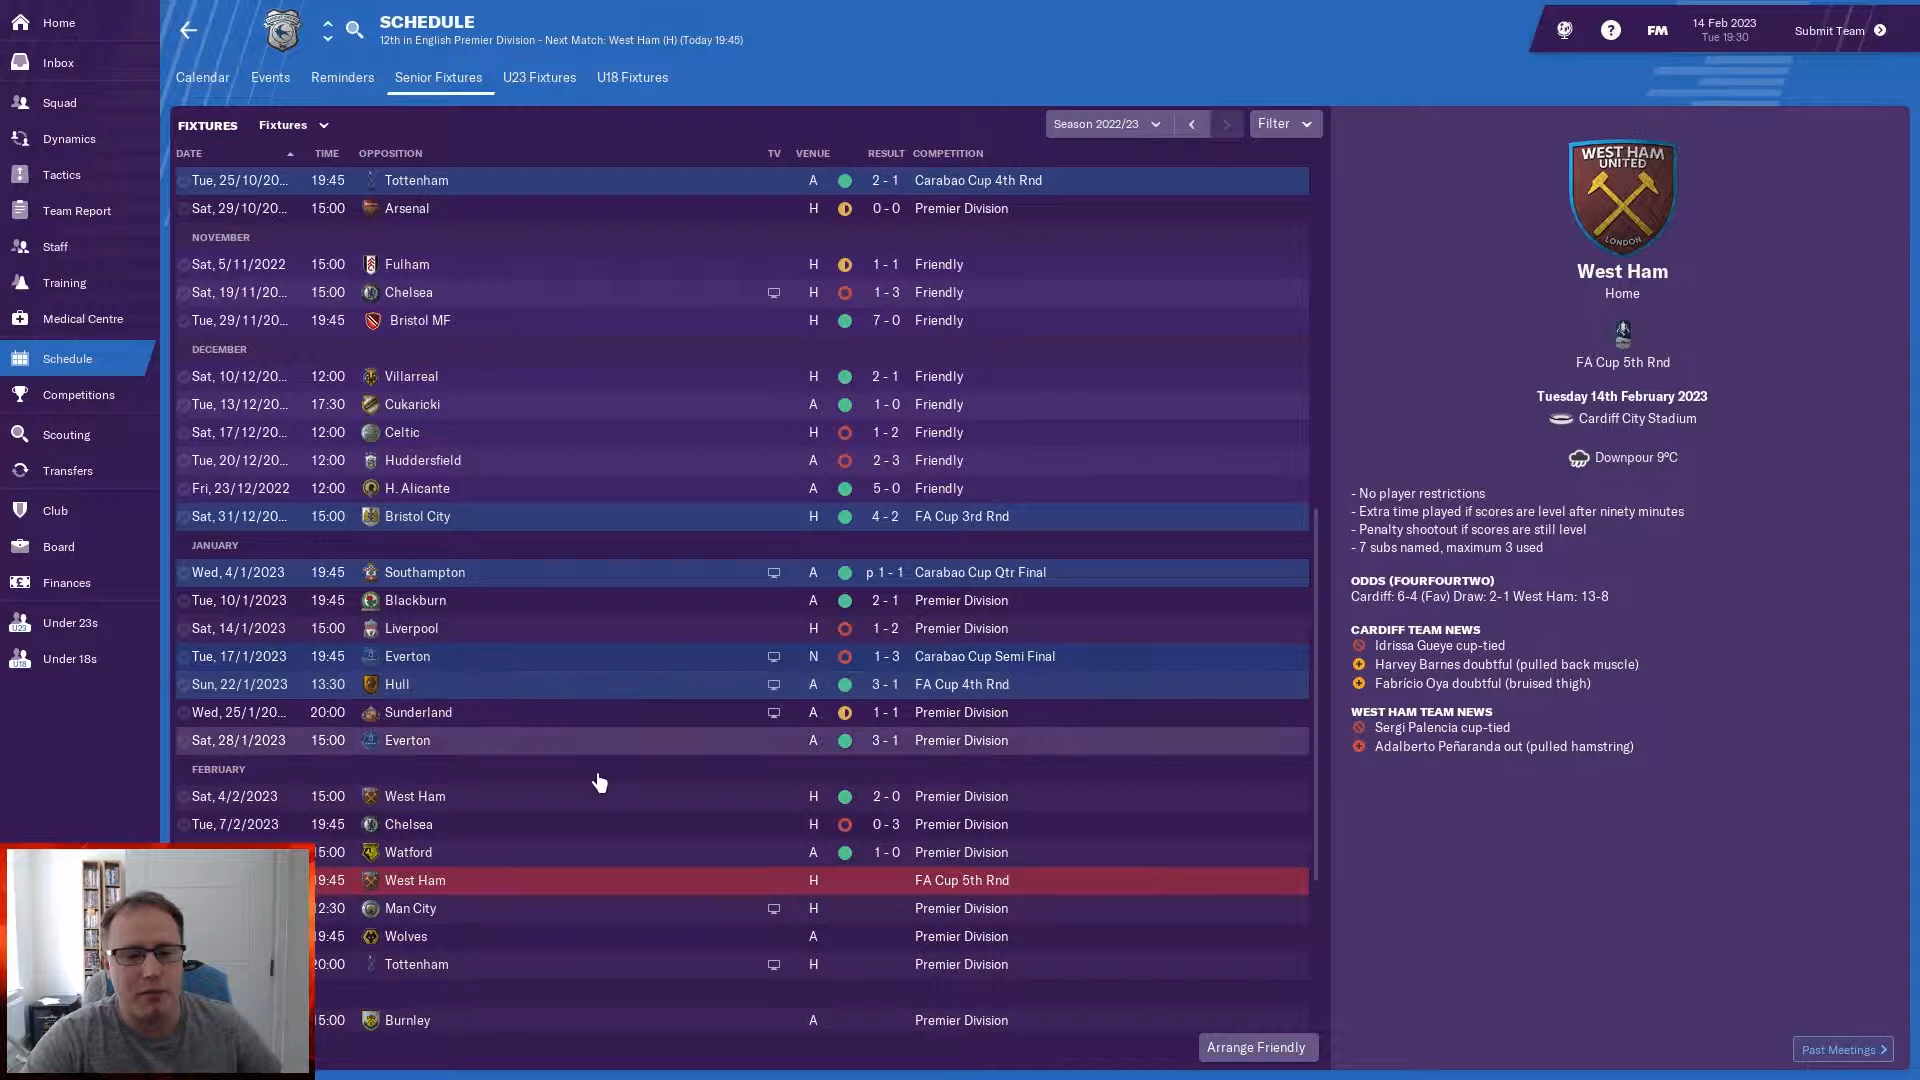 Home
Inbox
Squad
Dynamics
Tactics
Team Report
Staff
Training
Medical Centre
Schedule
Competitions
Scouting
Transfers
Club
Board
Finances
U23 Under 23s
U18 Under 18s
SCHEDULE
12th in English Premier Division - Next Match: West Ham (H) (Today 19:45)
? FM 14 Feb 2023 Submit Team
Tue 19:30
Calendar Events Reminders Senior Fixtures U23 Fixtures U18 Fixtures
FIXTURES Fixtures Season 2022/23 Filter
DATE TIME OPPOSITION TV VENUE RESULT COMPETITION
Tue, 25/10/20... 19:45 Tottenham A 2 - 1 Carabao Cup 4th Rnd
Sat, 29/10/20... 15:00 Arsenal H 0 - 0 Premier Division
NOVEMBER
Sat, 5/11/2022 15:00 Fulham H 1 - 1 Friendly
Sat, 19/11/20... 15:00 Chelsea H 1 - 3 Friendly
Tue, 29/11/20... 19:45 Bristol MF H 7 - 0 Friendly
DECEMBER
Sat, 10/12/20... 12:00 Villarreal H 2 - 1 Friendly
Tue, 13/12/20... 17:30 Cukaricki A 1 - 0 Friendly
Sat, 17/12/20... 12:00 Celtic H 1 - 2 Friendly
Tue, 20/12/20... 12:00 Huddersfield A 2 - 3 Friendly
Fri, 23/12/2022 12:00 H. Alicante A 5 - 0 Friendly
Sat, 31/12/20... 15:00 Bristol City H 4 - 2 FA Cup 3rd Rnd
JANUARY
Wed, 4/1/2023 19:45 Southampton A p 1 - 1 Carabao Cup Qtr Final
Tue, 10/1/2023 19:45 Blackburn A 2 - 1 Premier Division
Sat, 14/1/2023 15:00 Liverpool H 1 - 2 Premier Division
Tue, 17/1/2023 19:45 Everton N 1 - 3 Carabao Cup Semi Final
Sun, 22/1/2023 13:30 Hull A 3 - 1 FA Cup 4th Rnd
Wed, 25/1/20... 20:00 Sunderland A 1 - 1 Premier Division
Sat, 28/1/2023 15:00 Everton A 3 - 1 Premier Division
FEBRUARY
Sat, 4/2/2023 15:00 West Ham H 2 - 0 Premier Division
Tue, 7/2/2023 19:45 Chelsea H 0 - 3 Premier Division
15:00 Watford A 1 - 0 Premier Division
19:45 West Ham H FA Cup 5th Rnd
12:30 Man City H Premier Division
19:45 Wolves A Premier Division
20:00 Tottenham H Premier Division
15:00 Burnley A Premier Division
Arrange Friendly
WEST HAM
UNITED
LONDON
West Ham
Home
FA Cup 5th Rnd
Tuesday 14th February 2023
Cardiff City Stadium
Downpour 9ºC
- No player restrictions
- Extra time played if scores are level after ninety minutes
- Penalty shootout if scores are still level
- 7 subs named, maximum 3 used
ODDS (FOURFOURTWO)
Cardiff: 6-4 (Fav) Draw: 2-1 West Ham: 13-8
CARDIFF TEAM NEWS
Idrissa Gueye cup-tied
Harvey Barnes doubtful (pulled back muscle)
Fabrício Oya doubtful (bruised thigh)
WEST HAM TEAM NEWS
Sergi Palencia cup-tied
Adalberto Peñaranda out (pulled hamstring)
Past Meetings